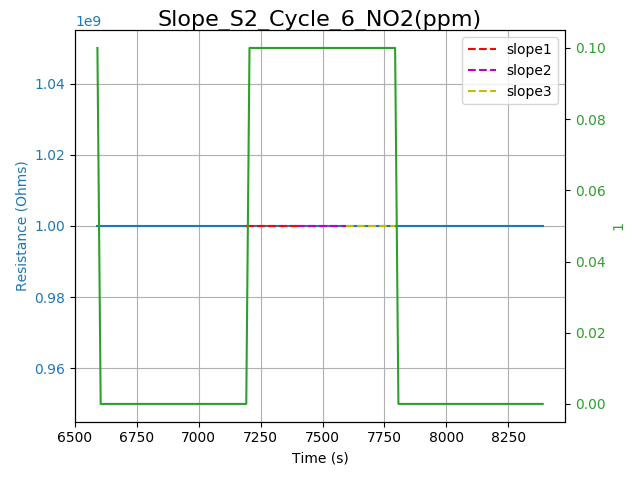 Slope_S2_Cycle_6_NO2(ppm)
1e9
slope1
slope2
slope3
1.04
1.02
1.00
0.98
0.96
Resistance (Ohms)
0.10
0.08
0.06
0.04
0.02
0.00
1
6500 6750 7000 7250 7500 7750 8000 8250
Time (s)